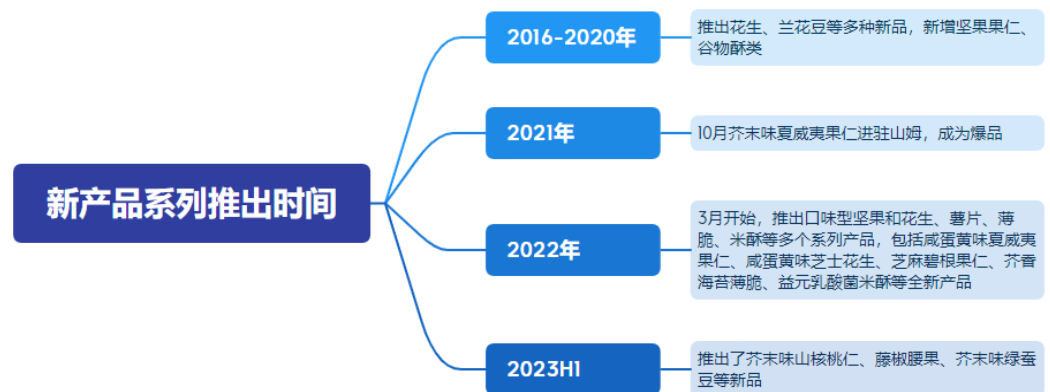 新产品系列推出时间
2016-2020年
推出花生、兰花豆等多种新品，新增坚果果仁、
谷物酥类
2021年
10月芥末味夏威夷果仁进驻山姆，成为爆品
2022年
3月开始，推出口味型坚果和花生、薯片、薄
脆、米酥等多个系列产品，包括咸蛋黄味夏威夷
果仁、咸蛋黄味芝士花生、芝麻碧根果仁、芥香
海苔薄脆、益元乳酸菌米酥等全新产品
2023H1
推出了芥末味山核桃仁、藤椒腰果、芥末味绿蚕
豆等新品